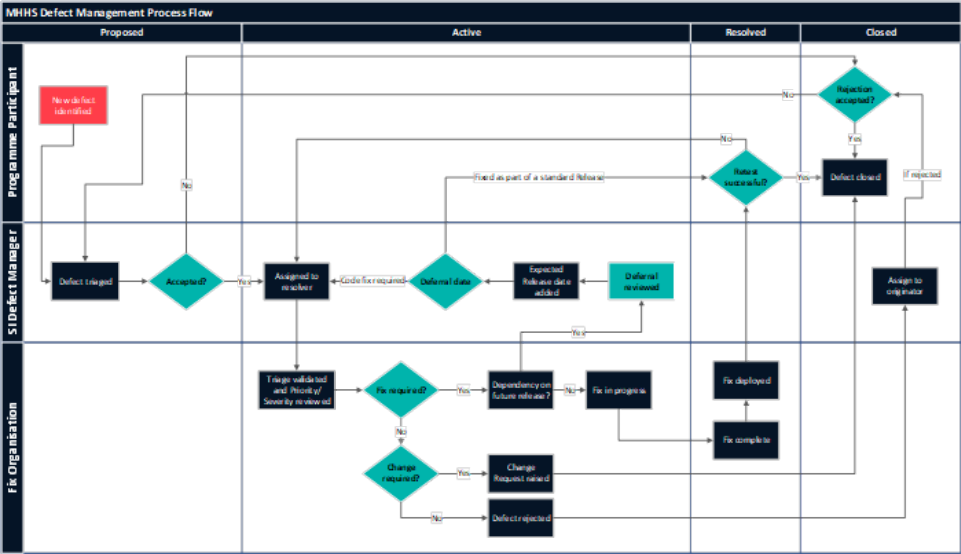 MHHS Defect Management Process Flow
Proposed
Active
Resolved
Closed
Programme Participant
New defect
identified
No
Rejection
accepted?
No
Yes
Retest
successful?
Yes
Defect closed
If rejected
Fixed as part of a standard Release
No
SI Defect Manager
Defect triaged
Accepted?
Yes
Assigned to
resolver
Code fix required
Deferral date
Expected
Release date
added
Deferral
reviewed
Assign to
originator
Yes
Fix Organisation
Triage validated
and Priority/
Severity reviewed
Fix required?
Yes
Dependency on
future release?
No
Fix in progress
Fix deployed
Fix complete
No
Change
required?
Yes
Change
Request raised
No
Defect rejected